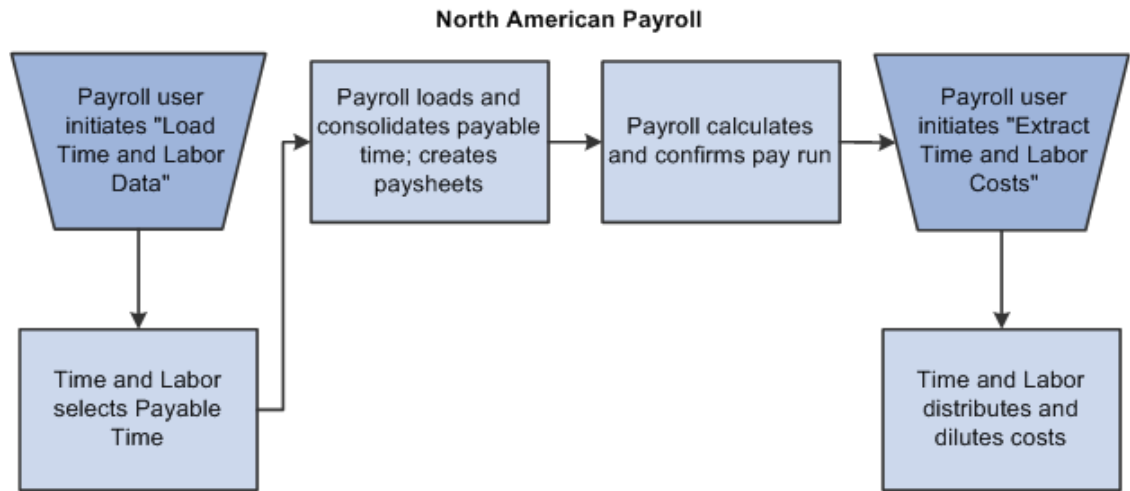 North American Payroll
Payroll user
initiates "Load
Time and Labor
Data"
Time and Labor
selects Payable
Time
Payroll loads and
consolidates payable
time; creates
paysheets
Payroll calculates
and confirms pay run
Payroll user
initiates "Extract
Time and Labor
Costs"
Time and Labor
distributes and
dilutes costs